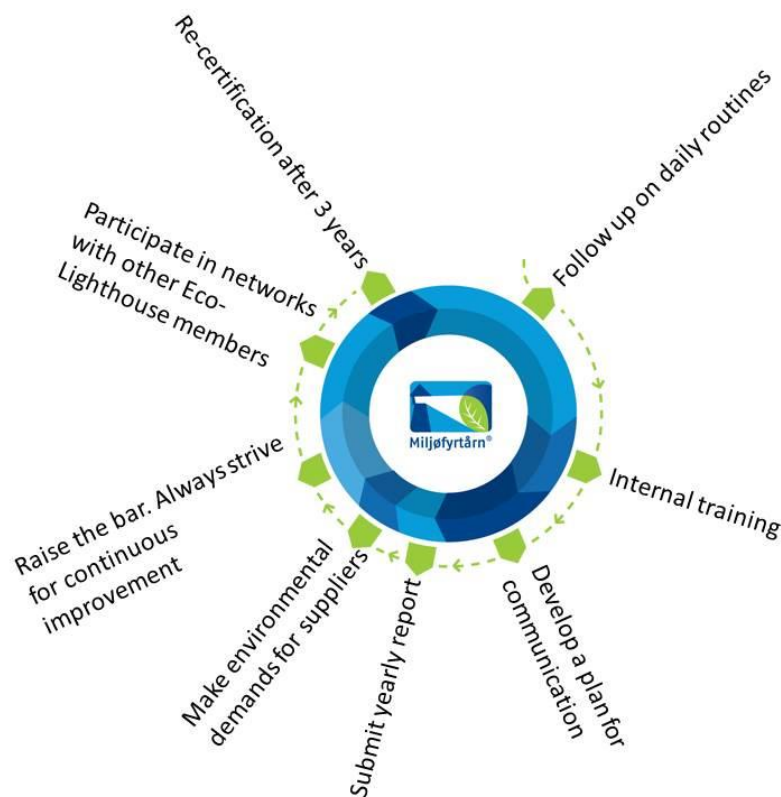 Follow up on daily routines
Internal training
Develop a plan for
communication
Submit yearly report
Make environmental
demands for suppliers
Raise the bar. Always strive
for continuous
improvement
Participate in networks
with other Eco-
Lighthouse members
Re-certification after 3 years
Miljøfyrtårn®